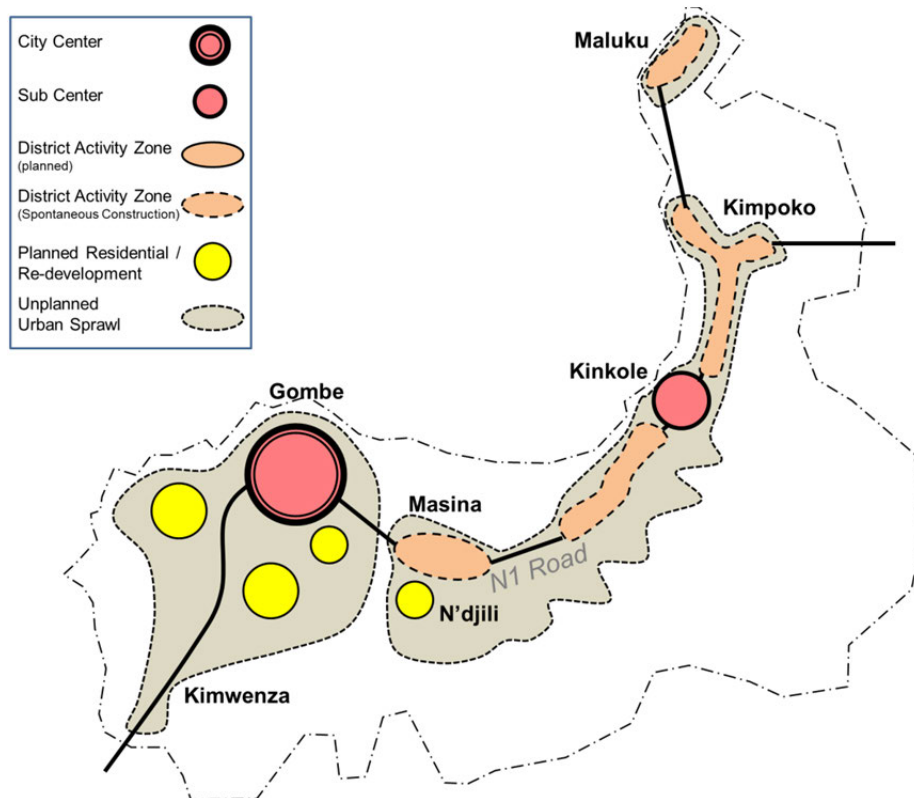 City Center
Sub Center
District Activity Zone
(planned)
District Activity Zone
(Spontaneous Construction)
Planned Residential /
Re-development
Unplanned
Urban Sprawl
Maluku
Kimpoko
Kinkole
Gombe
Masina
N1 Road
N'djili
Kimwenza